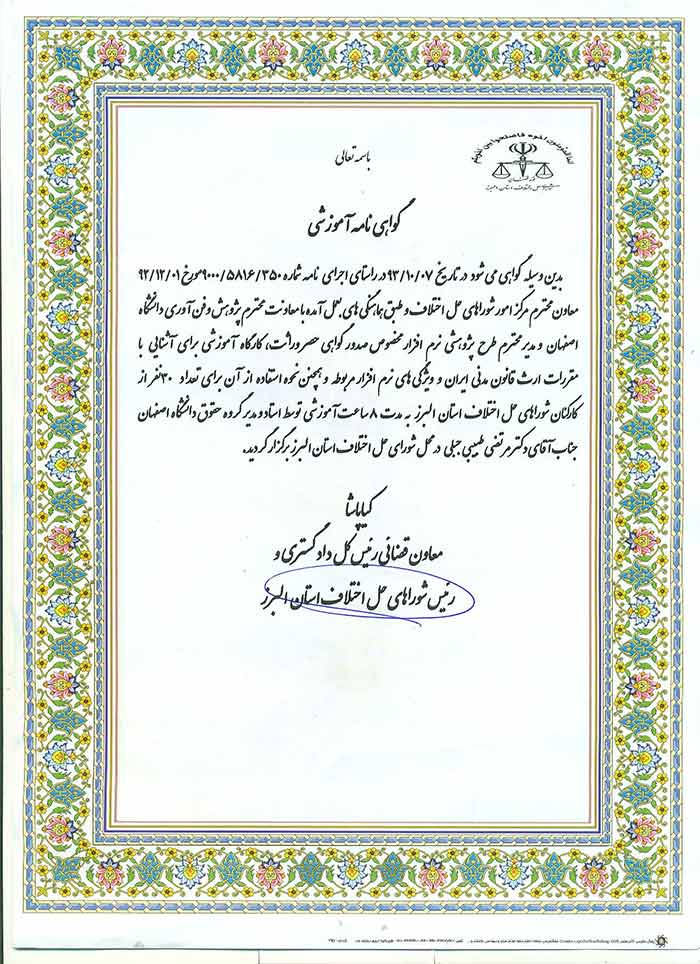 باسمه تعالی
گواهی نامه آموزشی
بدین وسیله گواهی می شود در تاریخ ۹۳/۱۰/۰۷ در راستای اجرای نامه شماره ۹۰۰۰/۵۸۱۶/۳۵۰ مورخ ۹۲/۱۲/۰۱
معاون محترم مرکز امور شوراهای حل اختلاف و طبق هماهنگی های بعمل آمده با معاونت محترم پژوهش و فن آوری دانشگاه
اصفهان و مدیر محترم طرح پژوهشی نرم افزار مخصوص صدور گواهی حصر وراثت، کارگاه آموزشی برای آشنایی با
مقررات ارث قانون مدنی ایران و ویژگی های نرم افزار مربوطه و همچنین نحوه استفاده از آن برای تعداد ۳۰ نفر از
کارکنان شوراهای حل اختلاف استان البرز به مدت ۸ ساعت آموزشی توسط استاد و مدیر گروه حقوق دانشگاه اصفهان
جناب آقای دکتر مرتضی طبیبی جبلی در محل شورای حل اختلاف استان البرز برگزار گردید.
کیاپاشا
معاون قضائی رئیس کل دادگستری و
رئیس شوراهای حل اختلاف استان البرز